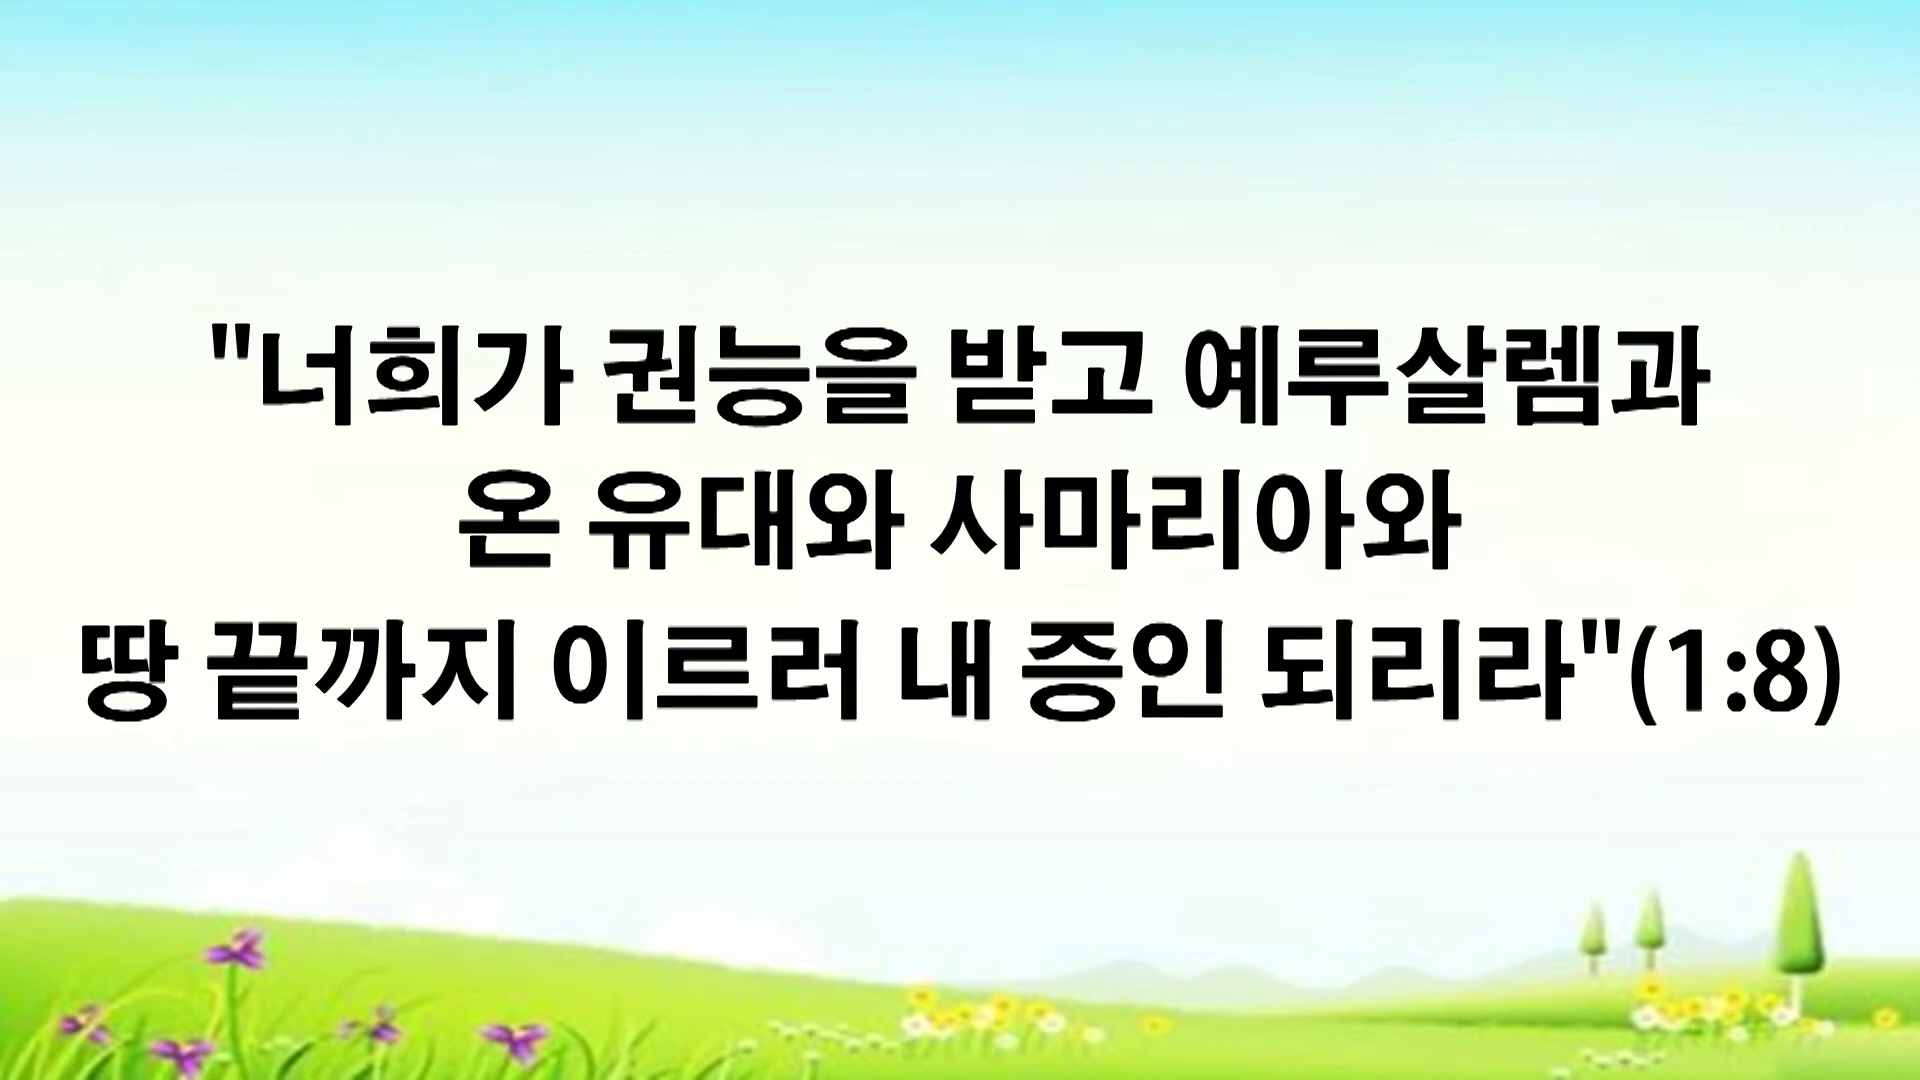 "너희가 권능을 받고 예루살렘과
온 유대와 사마리아와
땅 끝까지 이르러 내 증인 되리라"(1:8)